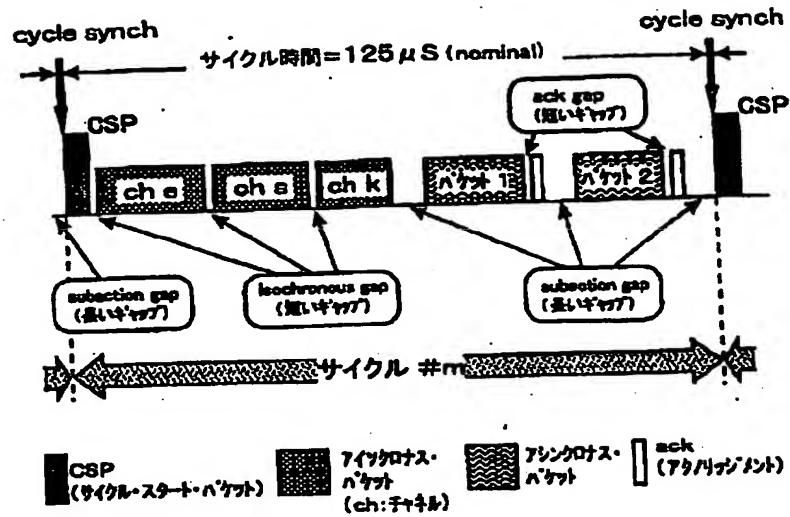 cycle synch
cycle synch
サイクル時間=125μS (nominal)
ack gap
(短いギャップ)
CSP
CSP
ch e
ch s
ch k
パケット 1
パケット 2
subaction gap
(長いギャップ)
isochronous gap
(短いギャップ)
subaction gap
(長いギャップ)
サイクル #m
CSP
(サイクル・スタート・パケット)
アイソクロナス・
パケット
(ch:チャネル)
アシンクロナス・
パケット
ack
(アクノリッジメント)